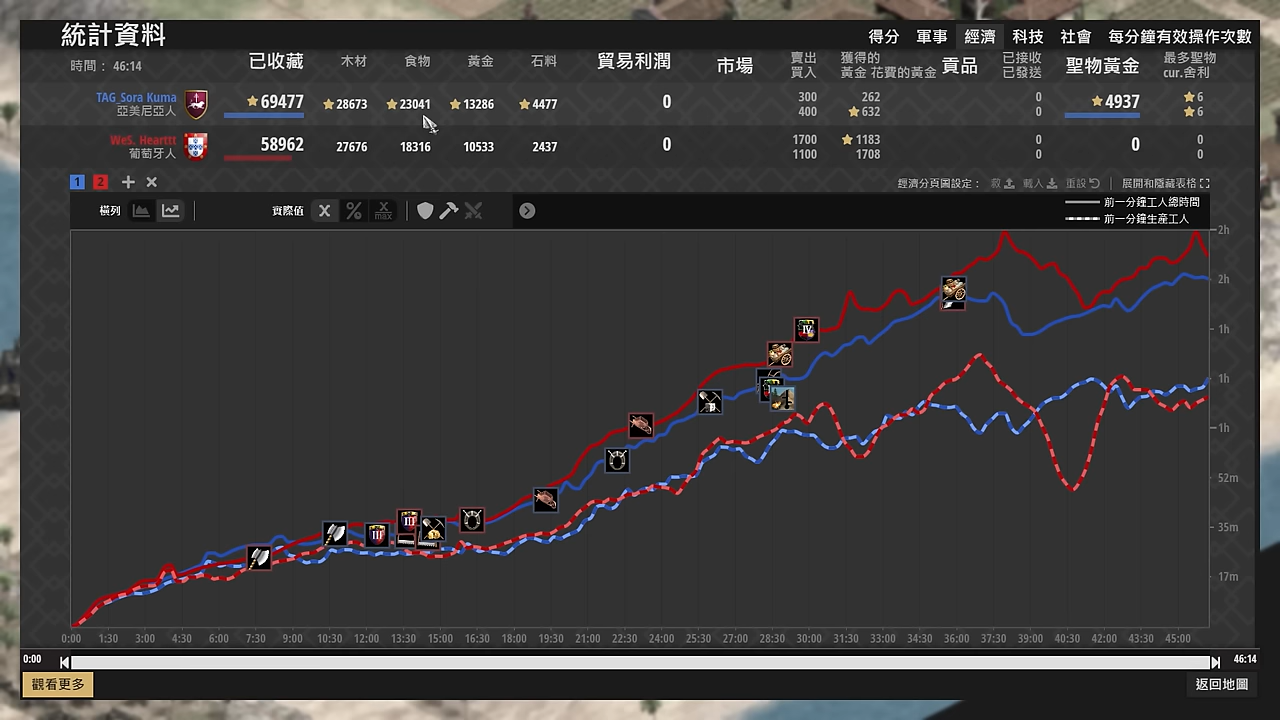 統計資料
得分 軍事 經濟 科技 社會 每分鐘有效操作次數
時間： 46:14 已收藏 木材 食物 黃金 石料 貿易利潤 市場 賣出 買入 獲得的黃金 花費的黃金 貢品 已接收 已發送 聖物黃金 最多聖物 cur.舍利
TAG_Sora Kuma 亞美尼亞人 69477 28673 23041 13286 4477 0 300 400 262 632 0 0 4937 6 6
WeS. Hearttt 葡萄牙人 58962 27676 18316 10533 2437 0 1700 1100 1183 1708 0 0 0 0 0
1 2 經濟分頁圖設定： 載入 重設 展開和隱藏表格
橫列 實際值 X % X max 前一分鐘工人總時間
前一分鐘生產工人
2h
2h
1h
1h
1h
52m
35m
17m
0:00 1:30 3:00 4:30 6:00 7:30 9:00 10:30 12:00 13:30 15:00 16:30 18:00 19:30 21:00 22:30 24:00 25:30 27:00 28:30 30:00 31:30 33:00 34:30 36:00 37:30 39:00 40:30 42:00 43:30 45:00
0:00 46:14
觀看更多 返回地圖